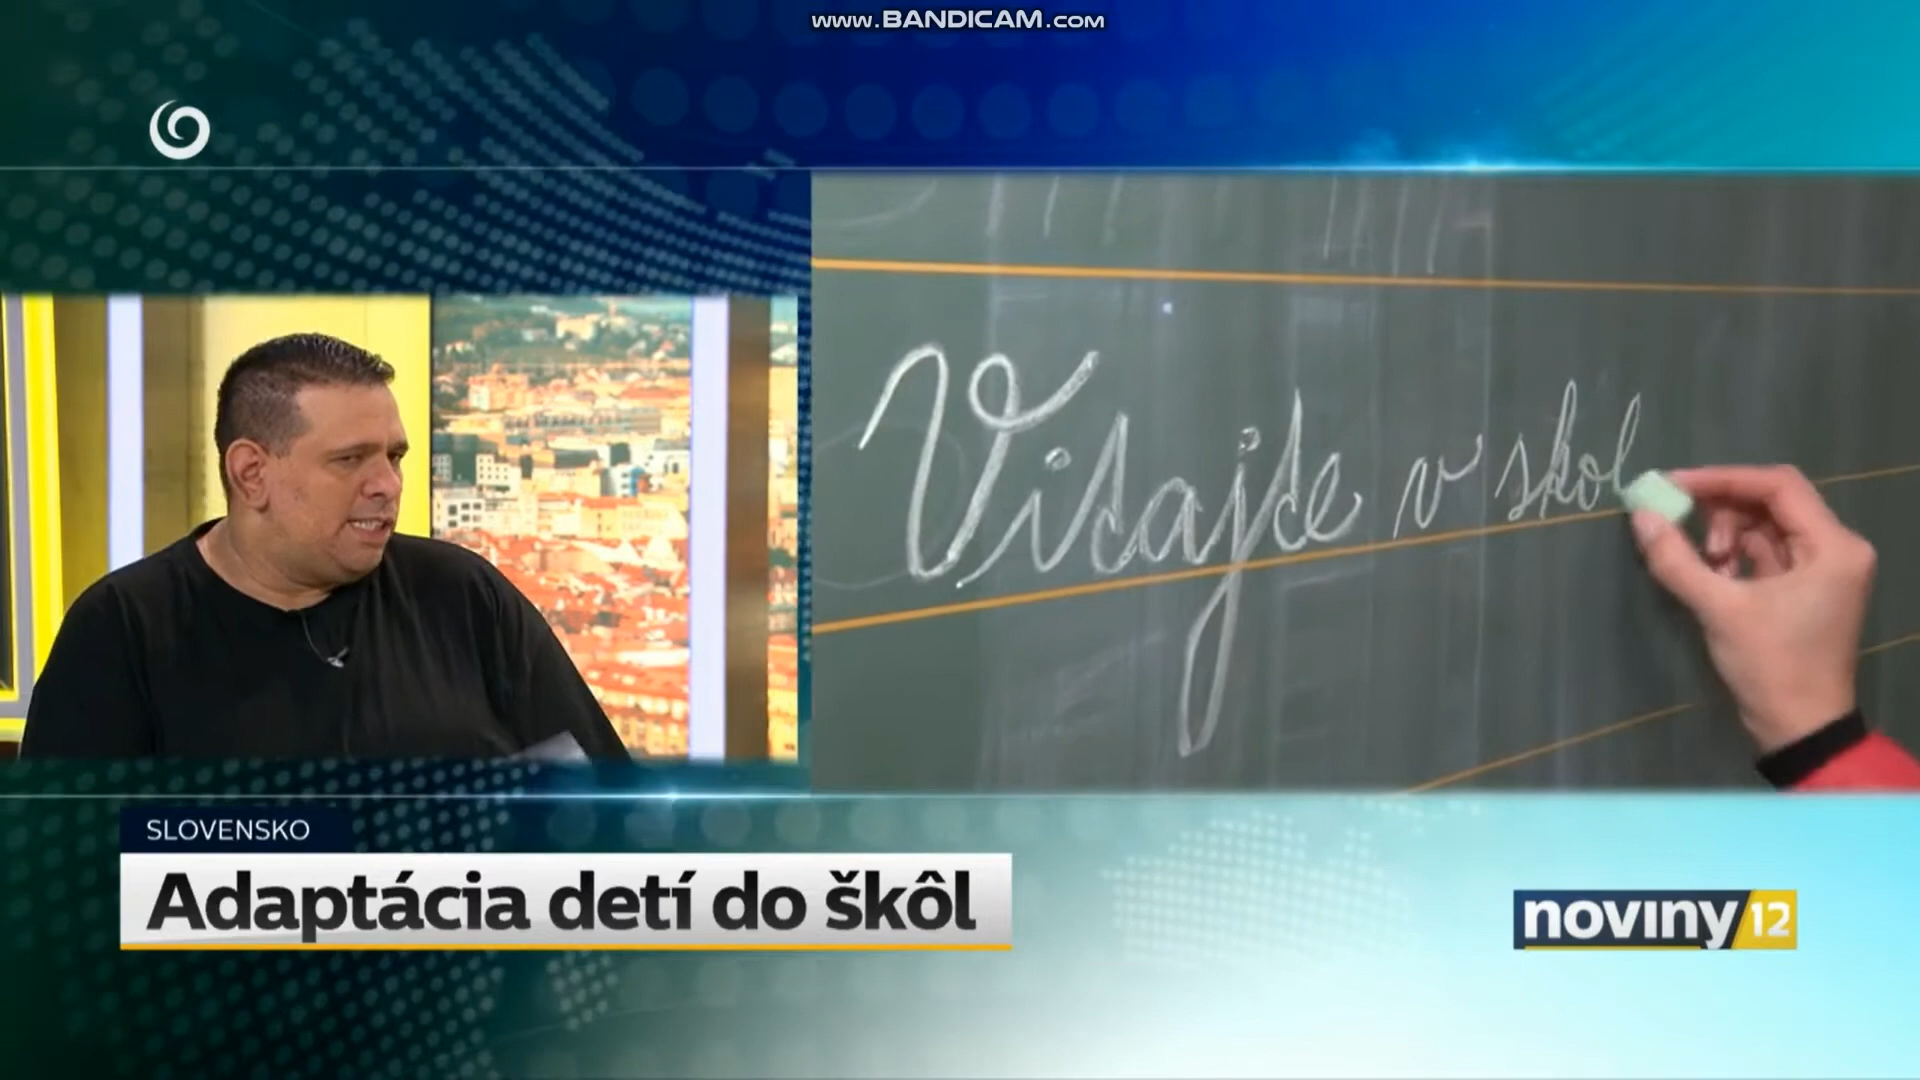 www.BANDICAM.com
Vitajte v škol
SLOVENSKO
Adaptácia detí do škôl
noviny 12